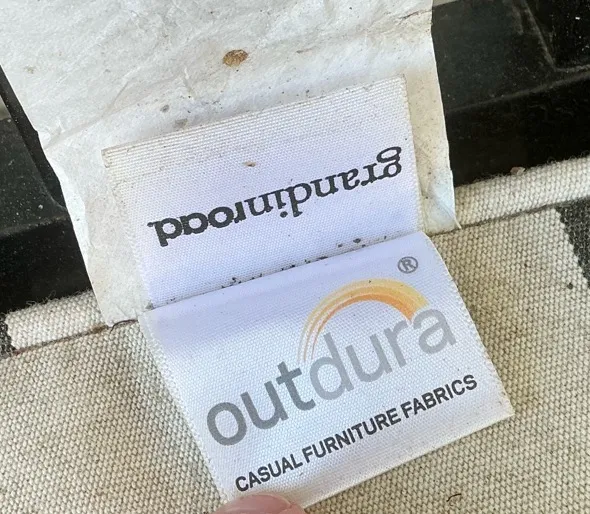 grandinroad
®
outdura
CASUAL FURNITURE FABRICS